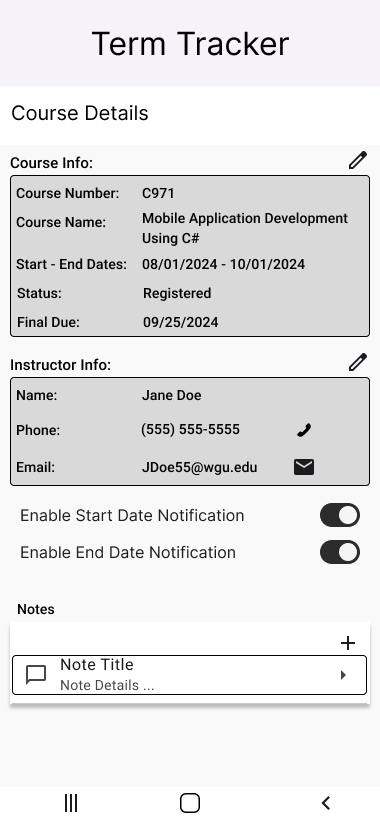 Term Tracker
Course Details
Course Info:
Course Number: C971
Course Name: Mobile Application Development
Using C#
Start - End Dates: 08/01/2024 - 10/01/2024
Status: Registered
Final Due: 09/25/2024
Instructor Info:
Name: Jane Doe
Phone: (555) 555-5555
Email: JDoe55@wgu.edu
Enable Start Date Notification
Enable End Date Notification
Notes
Note Title
Note Details ...